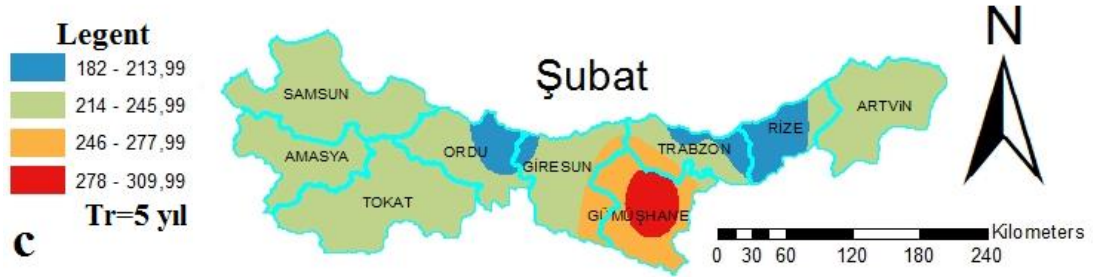 Legent
182 - 213,99
214 - 245,99
246 - 277,99
278 - 309,99
Tr=5 yıl
c
Şubat
N
SAMSUN
AMASYA
TOKAT
ORDU
GİRESUN
TRABZON
GÜMÜŞHANE
RİZE
ARTVİN
Kilometers
0 30 60 120 180 240